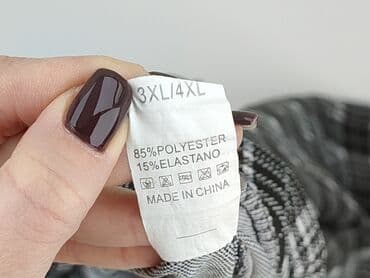 3XL/4XL
85%POLYESTER
15%ELASTANO
MADE IN CHINA